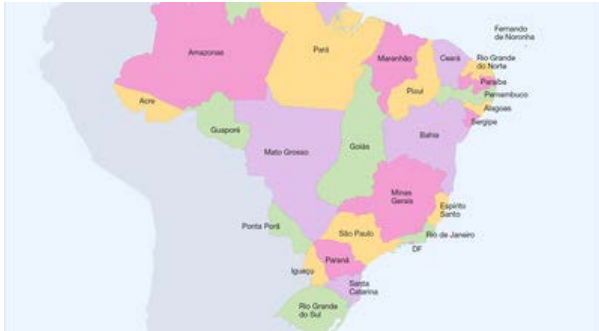 Fernando
de Noronha
Amazonas
Pará
Maranhão
Ceará
Rio Grande
do Norte
Paraíba
Piauí
Pernambuco
Acre
Alagoas
Sergipe
Guaporé
Bahia
Mato Grosso
Goiás
Minas
Gerais
Espírito
Santo
Ponta Porã
São Paulo
Rio de Janeiro
DF
Paraná
Iguaçu
Santa
Catarina
Rio Grande
do Sul